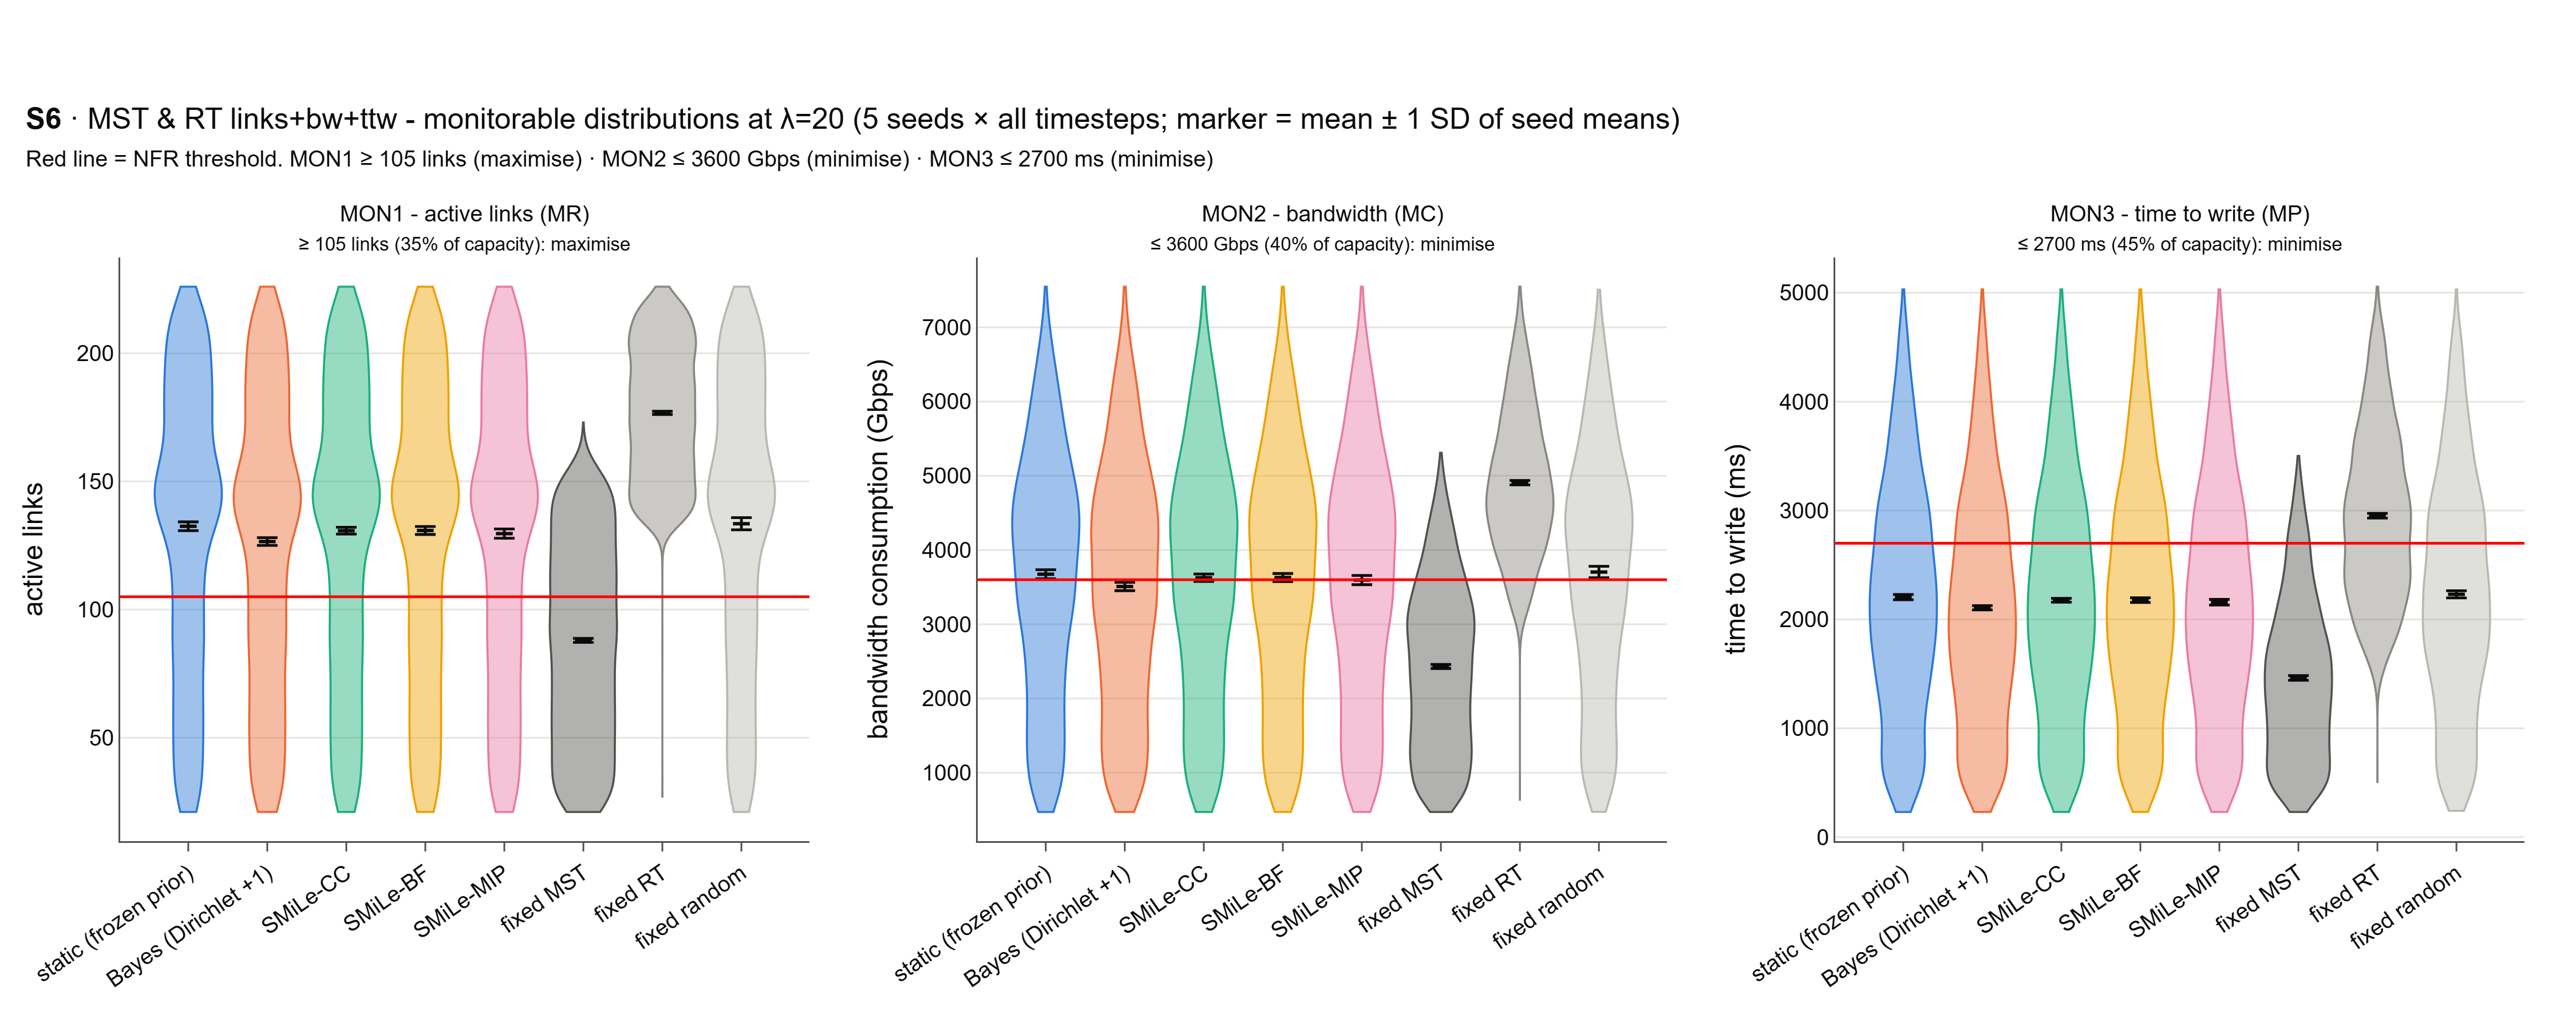 S6 · MST & RT links+bw+ttw - monitorable distributions at λ=20 (5 seeds × all timesteps; marker = mean ± 1 SD of seed means)
Red line = NFR threshold. MON1 ≥ 105 links (maximise) · MON2 ≤ 3600 Gbps (minimise) · MON3 ≤ 2700 ms (minimise)
MON1 - active links (MR)
≥ 105 links (35% of capacity): maximise
active links
200
150
100
50
static (frozen prior)
Bayes (Dirichlet +1)
SMiLe-CC
SMiLe-BF
SMiLe-MIP
fixed MST
fixed RT
fixed random
MON2 - bandwidth (MC)
≤ 3600 Gbps (40% of capacity): minimise
bandwidth consumption (Gbps)
7000
6000
5000
4000
3000
2000
1000
static (frozen prior)
Bayes (Dirichlet +1)
SMiLe-CC
SMiLe-BF
SMiLe-MIP
fixed MST
fixed RT
fixed random
MON3 - time to write (MP)
≤ 2700 ms (45% of capacity): minimise
time to write (ms)
5000
4000
3000
2000
1000
0
static (frozen prior)
Bayes (Dirichlet +1)
SMiLe-CC
SMiLe-BF
SMiLe-MIP
fixed MST
fixed RT
fixed random